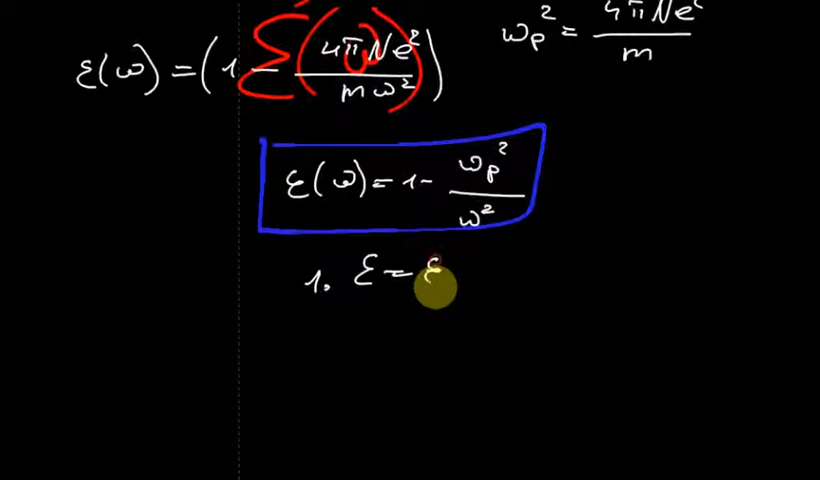 ε(ω) = (1 - 4πNe² / mω²)
ωp² = 4πNe² / m
ε(ω) = 1 - ωp² / ω²
1. ε = ε